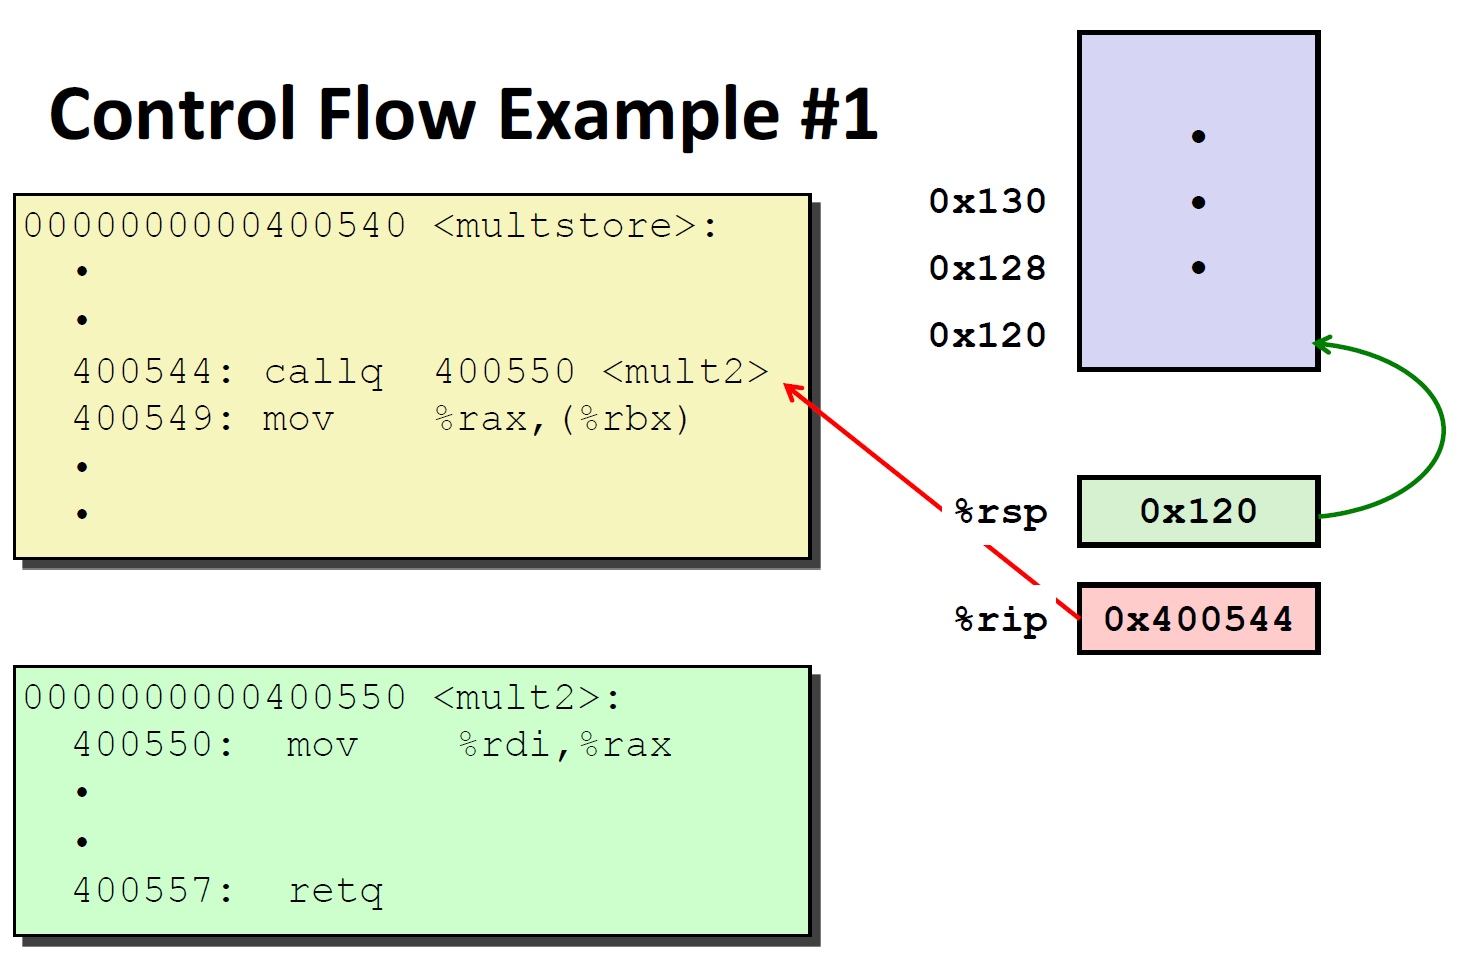 Control Flow Example #1
0000000000400540 <multstore>:
•
•
400544: callq 400550 <mult2>
400549: mov %rax,(%rbx)
•
•
0000000000400550 <mult2>:
400550: mov %rdi,%rax
•
•
400557: retq
•
0x130 •
0x128 •
0x120
%rsp 0x120
%rip 0x400544